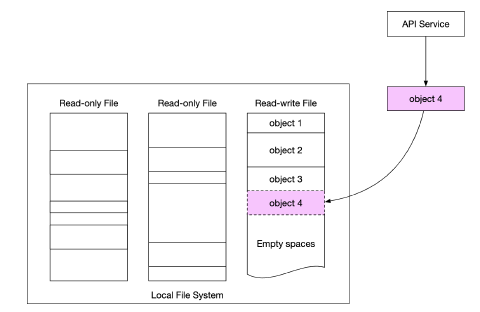 API Service
object 4
Read-only File
Read-only File
Read-write File
object 1
object 2
object 3
object 4
Empty spaces
Local File System